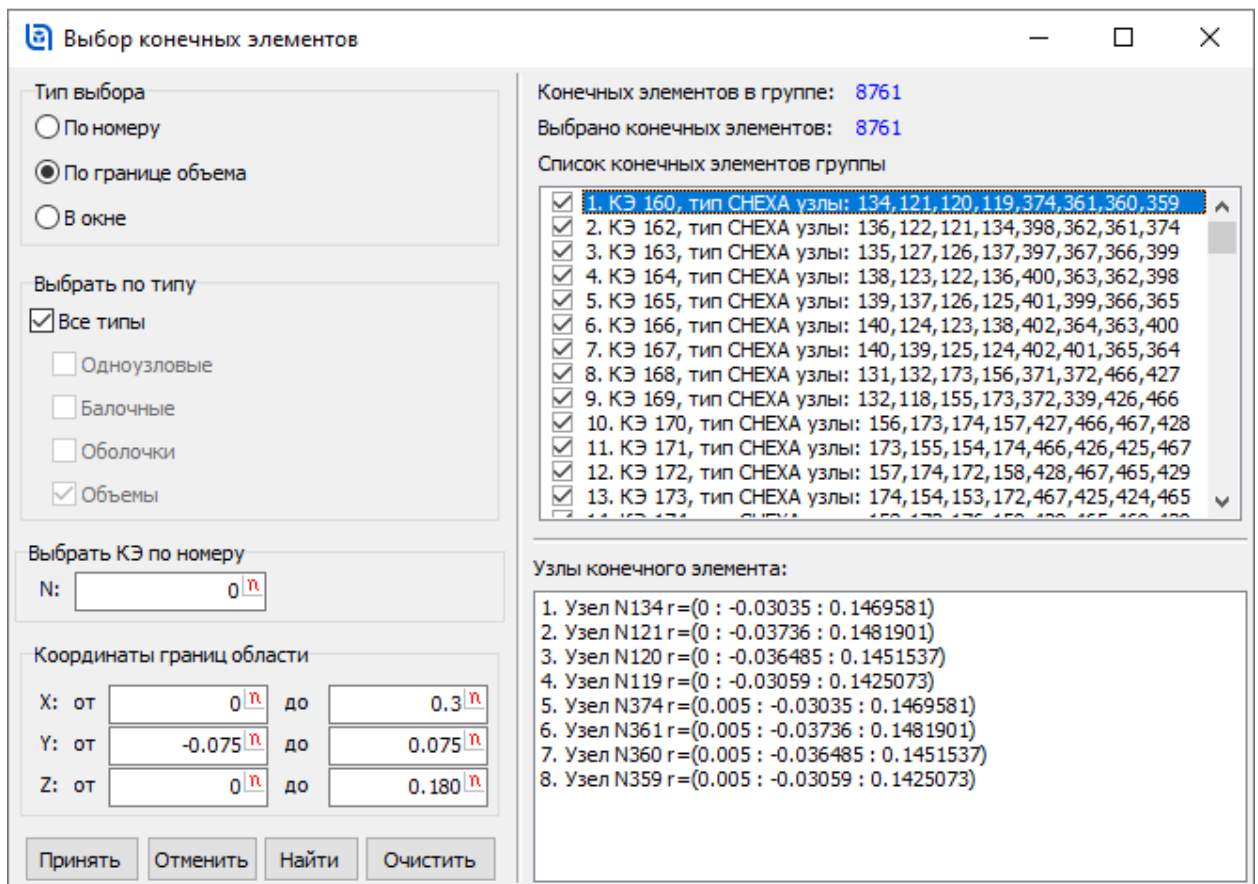 Выбор конечных элементов
Тип выбора
По номеру
По границе объема
В окне
Выбрать по типу
Все типы
Одноузловые
Балочные
Оболочки
Объемы
Выбрать КЭ по номеру
N: 0 n
Координаты границ области
X: от 0 n до 0.3 n
Y: от -0.075 n до 0.075 n
Z: от 0 n до 0.180 n
Принять Отменить Найти Очистить
Конечных элементов в группе: 8761
Выбрано конечных элементов: 8761
Список конечных элементов группы
1. КЭ 160, тип CHEXA узлы: 134,121,120,119,374,361,360,359
2. КЭ 162, тип CHEXA узлы: 136,122,121,134,398,362,361,374
3. КЭ 163, тип CHEXA узлы: 135,127,126,137,397,367,366,399
4. КЭ 164, тип CHEXA узлы: 138,123,122,136,400,363,362,398
5. КЭ 165, тип CHEXA узлы: 139,137,126,125,401,399,366,365
6. КЭ 166, тип CHEXA узлы: 140,124,123,138,402,364,363,400
7. КЭ 167, тип CHEXA узлы: 140,139,125,124,402,401,365,364
8. КЭ 168, тип CHEXA узлы: 131,132,173,156,371,372,466,427
9. КЭ 169, тип CHEXA узлы: 132,118,155,173,372,339,426,466
10. КЭ 170, тип CHEXA узлы: 156,173,174,157,427,466,467,428
11. КЭ 171, тип CHEXA узлы: 173,155,154,174,466,426,425,467
12. КЭ 172, тип CHEXA узлы: 157,174,172,158,428,467,465,429
13. КЭ 173, тип CHEXA узлы: 174,154,153,172,467,425,424,465
Узлы конечного элемента:
1. Узел N134 r=(0 : -0.03035 : 0.1469581)
2. Узел N121 r=(0 : -0.03736 : 0.1481901)
3. Узел N120 r=(0 : -0.036485 : 0.1451537)
4. Узел N119 r=(0 : -0.03059 : 0.1425073)
5. Узел N374 r=(0.005 : -0.03035 : 0.1469581)
6. Узел N361 r=(0.005 : -0.03736 : 0.1481901)
7. Узел N360 r=(0.005 : -0.036485 : 0.1451537)
8. Узел N359 r=(0.005 : -0.03059 : 0.1425073)